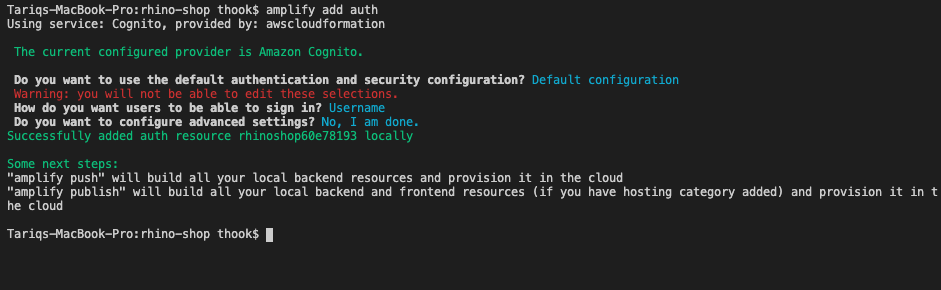 Tariqs-MacBook-Pro:rhino-shop thook$ amplify add auth
Using service: Cognito, provided by: awscloudformation
The current configured provider is Amazon Cognito.
Do you want to use the default authentication and security configuration? Default configuration
Warning: you will not be able to edit these selections.
How do you want users to be able to sign in? Username
Do you want to configure advanced settings? No, I am done.
Successfully added auth resource rhinoshop60e78193 locally
Some next steps:
"amplify push" will build all your local backend resources and provision it in the cloud
"amplify publish" will build all your local backend and frontend resources (if you have hosting category added) and provision it in t
he cloud
Tariqs-MacBook-Pro:rhino-shop thook$